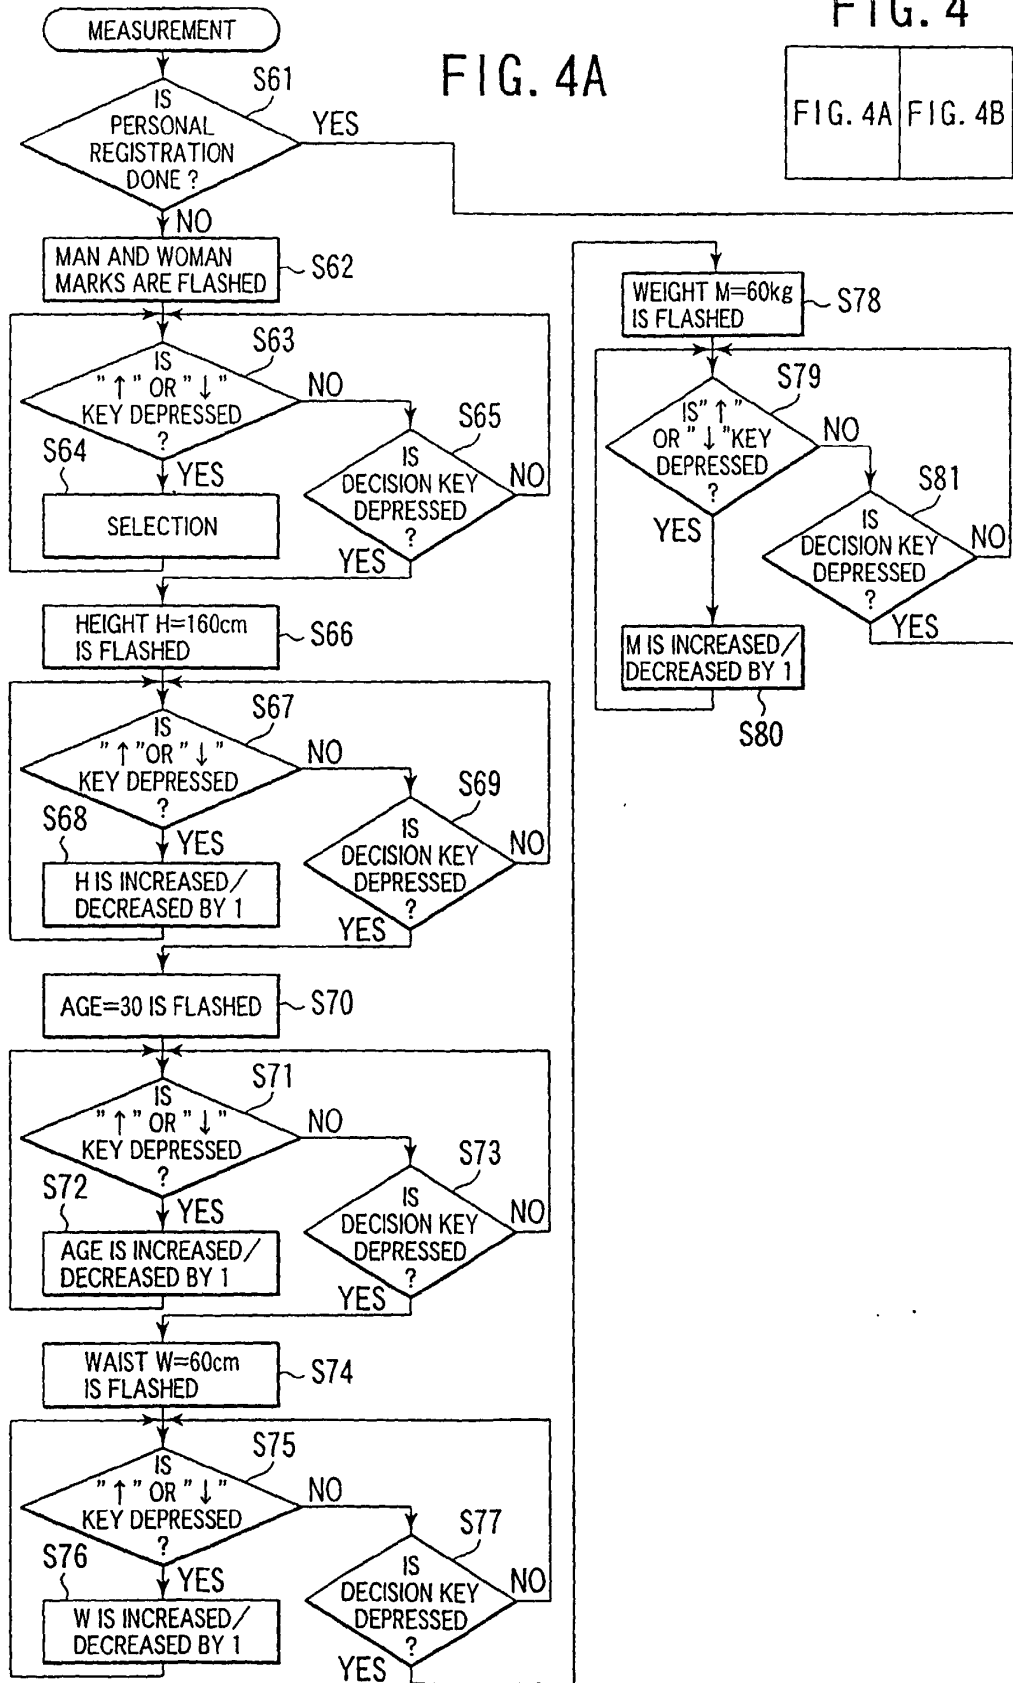 FIG. 4
FIG. 4A
FIG. 4A
FIG. 4B
MEASUREMENT
S61
IS
PERSONAL
REGISTRATION
DONE ?
YES
NO
MAN AND WOMAN
MARKS ARE FLASHED
S62
S63
IS
" ↑ " OR " ↓ "
KEY DEPRESSED
?
NO
YES
S64
SELECTION
S65
IS
DECISION KEY
DEPRESSED
?
NO
YES
HEIGHT H=160cm
IS FLASHED
S66
S67
IS
" ↑ "OR " ↓ "
KEY DEPRESSED
?
NO
YES
S68
H IS INCREASED/
DECREASED BY 1
S69
IS
DECISION KEY
DEPRESSED
?
NO
YES
AGE=30 IS FLASHED
S70
S71
IS
" ↑ " OR " ↓ "
KEY DEPRESSED
?
NO
YES
S72
AGE IS INCREASED/
DECREASED BY 1
S73
IS
DECISION KEY
DEPRESSED
?
NO
YES
WAIST W=60cm
IS FLASHED
S74
S75
IS
" ↑ " OR " ↓ "
KEY DEPRESSED
?
NO
YES
S76
W IS INCREASED/
DECREASED BY 1
S77
IS
DECISION KEY
DEPRESSED
?
NO
YES
WEIGHT M=60kg
IS FLASHED
S78
S79
IS" ↑ "
OR " ↓ "KEY
DEPRESSED
?
NO
YES
M IS INCREASED/
DECREASED BY 1
S80
S81
IS
DECISION KEY
DEPRESSED
?
NO
YES